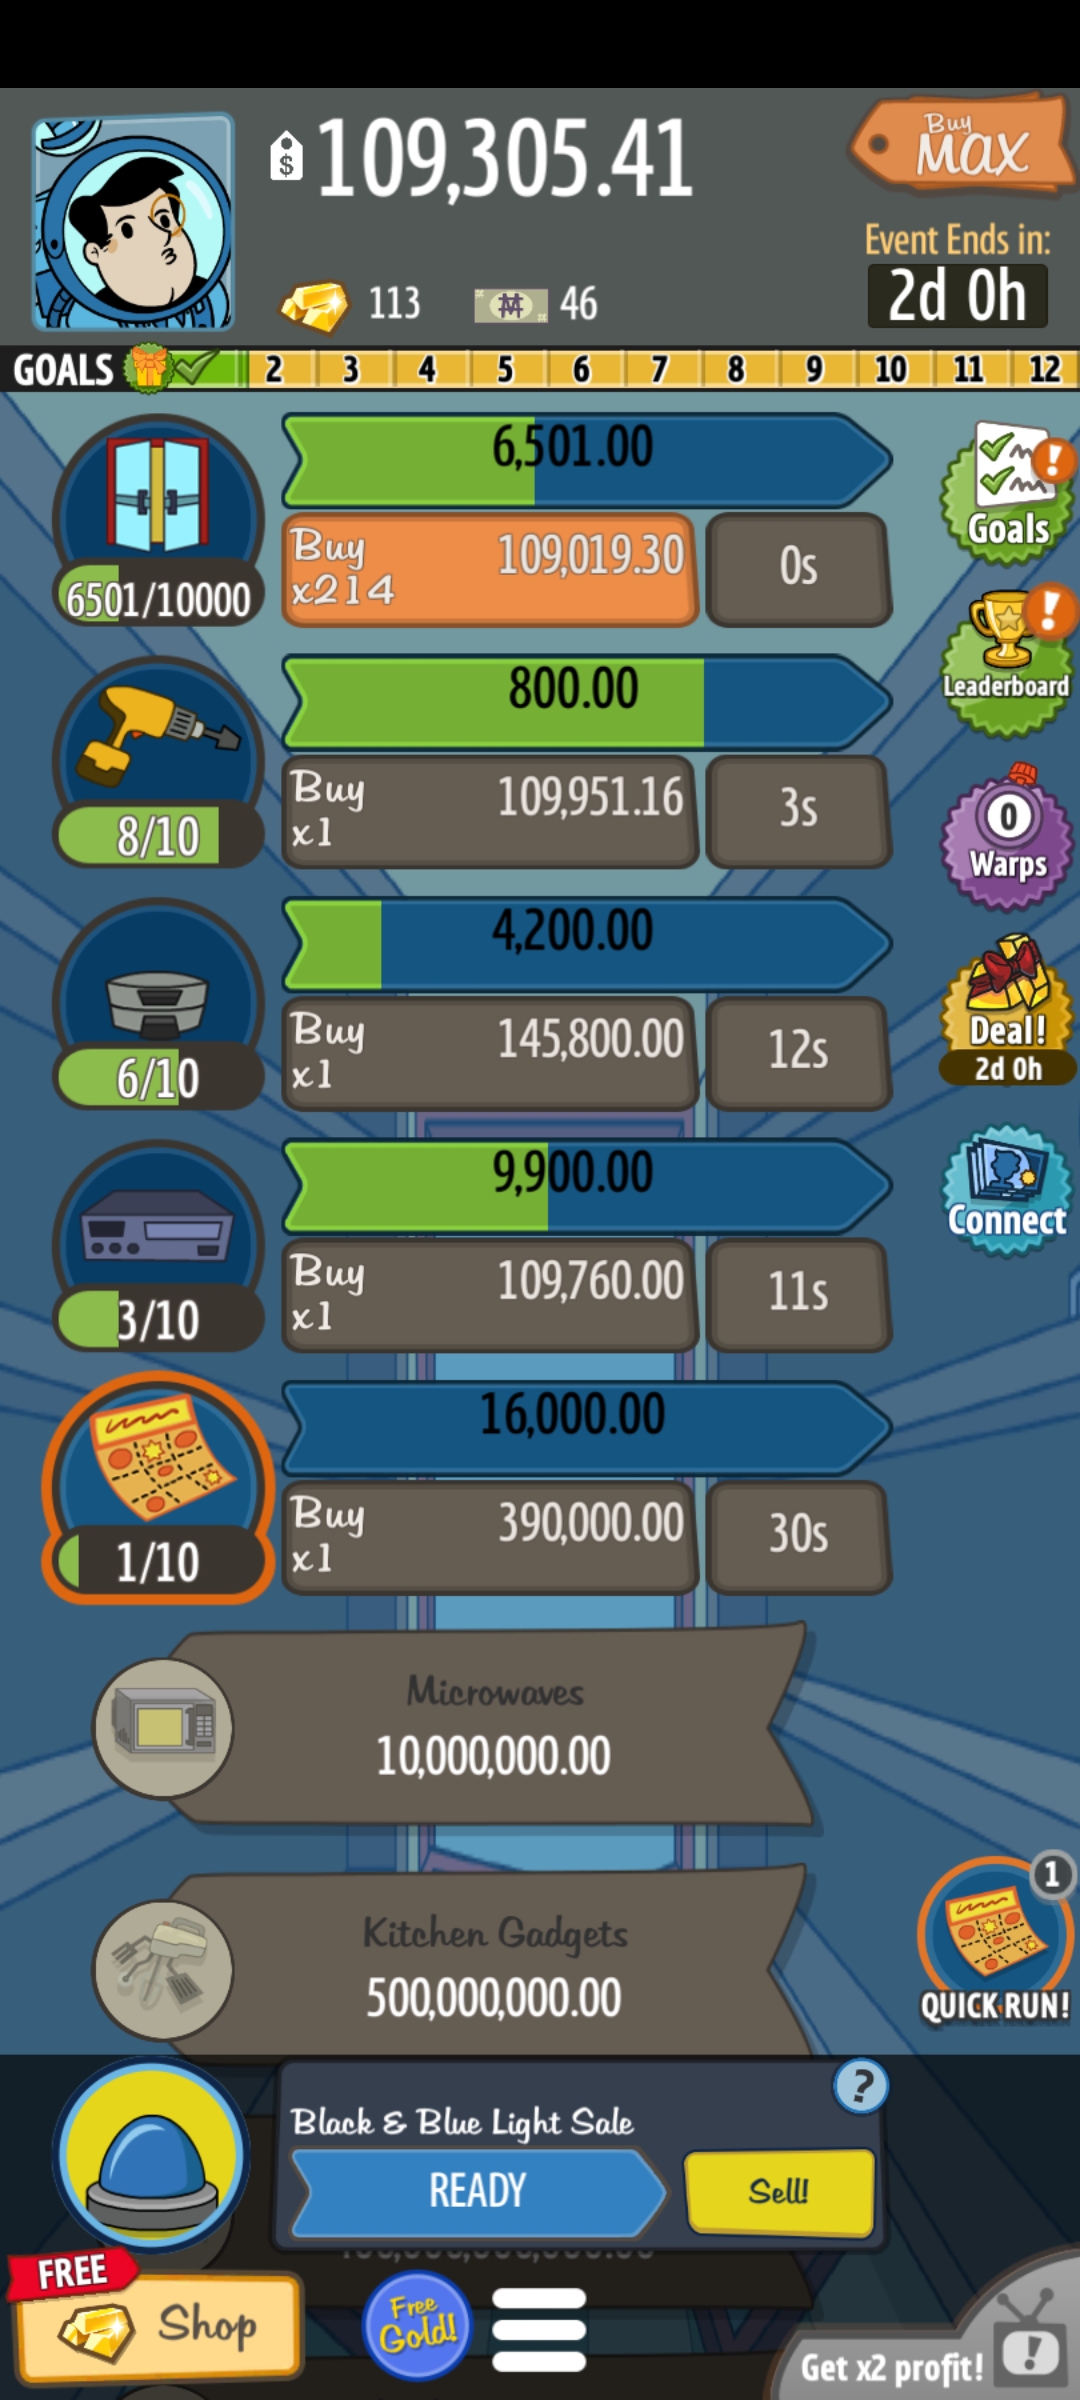 $ 109,305.41
Buy
MAX
Event Ends in:
2d 0h
113
46
GOALS 2 3 4 5 6 7 8 9 10 11 12
6,501.00
Buy 109,019.30
x214
0s
6501/10000
Goals
800.00
Buy 109,951.16
x1
3s
8/10
Leaderboard
4,200.00
Buy 145,800.00
x1
12s
6/10
0
Warps
Deal!
2d 0h
9,900.00
Buy 109,760.00
x1
11s
3/10
Connect
16,000.00
Buy 390,000.00
x1
30s
1/10
Microwaves
10,000,000.00
Kitchen Gadgets
500,000,000.00
1
QUICK RUN!
?
Black & Blue Light Sale
READY
Sell!
FREE
Shop
Free
Gold!
Get x2 profit!